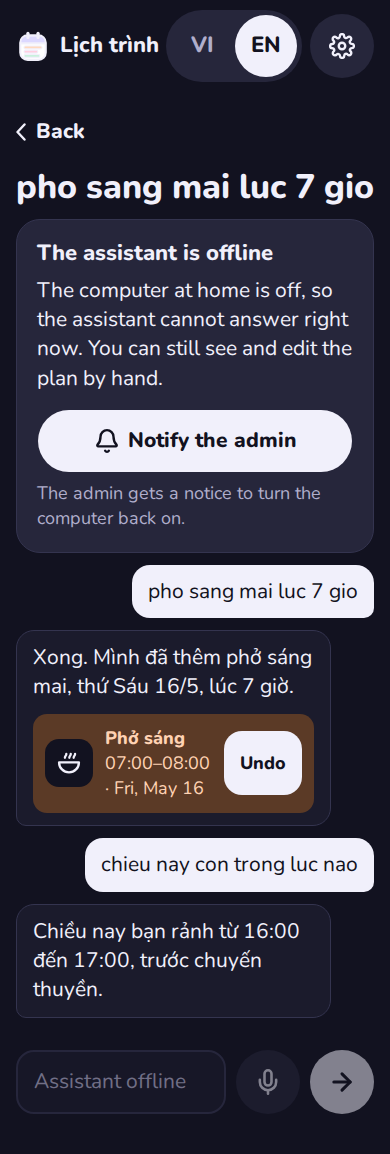 Lịch trình
VI
EN
Back
pho sang mai luc 7 gio
The assistant is offline
The computer at home is off, so
the assistant cannot answer right
now. You can still see and edit the
plan by hand.
Notify the admin
The admin gets a notice to turn the
computer back on.
pho sang mai luc 7 gio
Xong. Mình đã thêm phở sáng
mai, thứ Sáu 16/5, lúc 7 giờ.
Phở sáng
07:00–08:00
· Fri, May 16
Undo
chieu nay con trong luc nao
Chiều nay bạn rảnh từ 16:00
đến 17:00, trước chuyến
thuyền.
Assistant offline